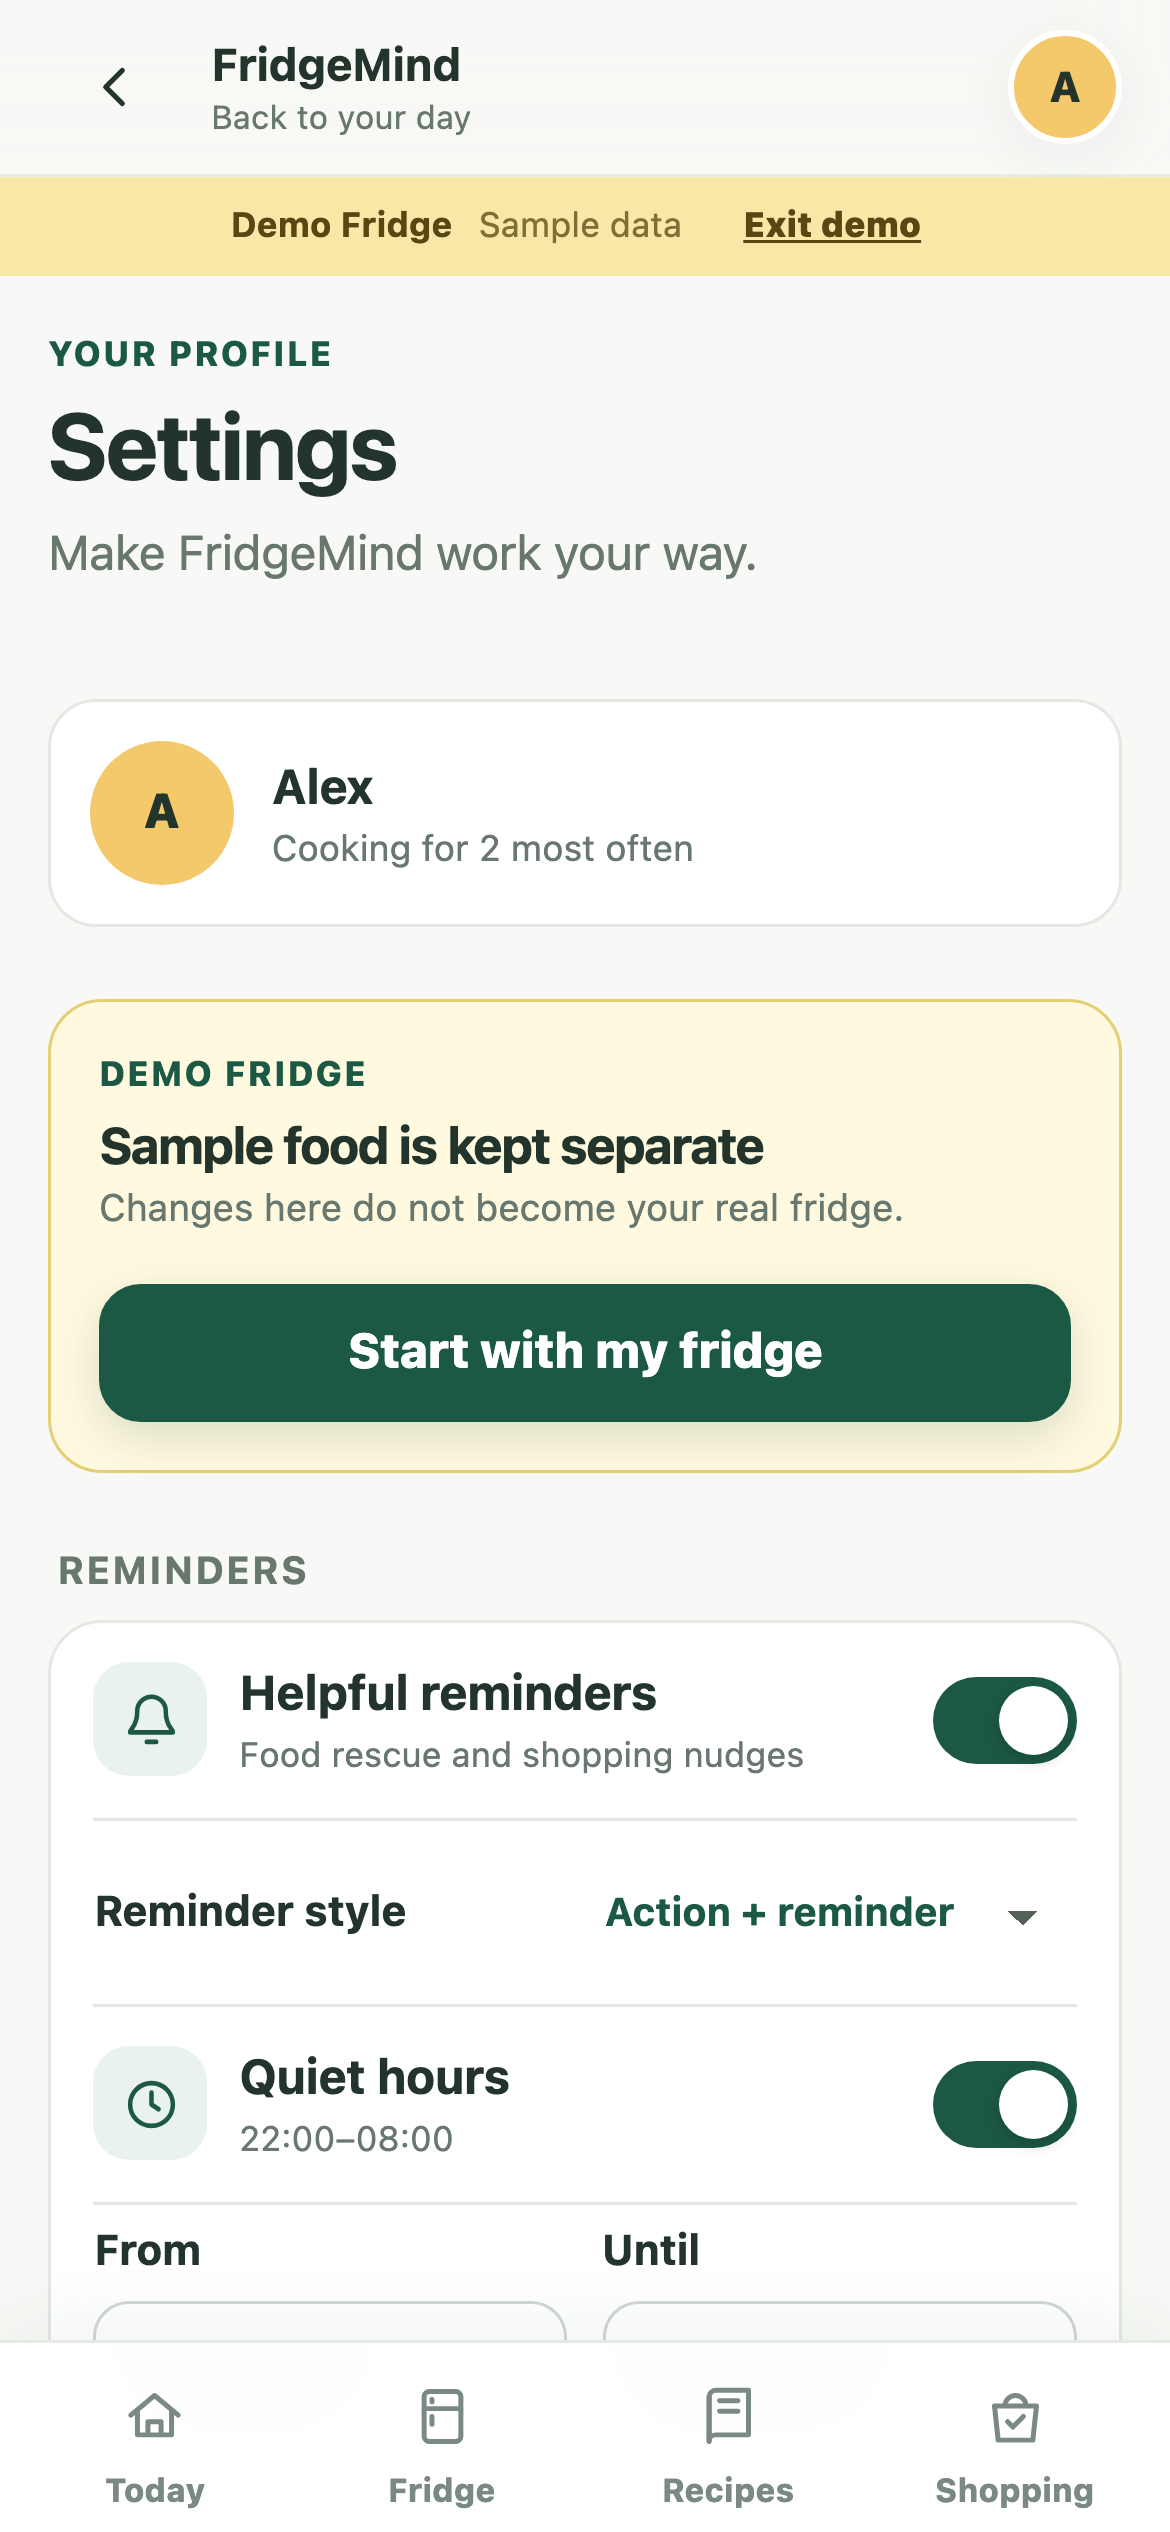 FridgeMind
Back to your day
A
Demo Fridge Sample data Exit demo
YOUR PROFILE
Settings
Make FridgeMind work your way.
A
Alex
Cooking for 2 most often
DEMO FRIDGE
Sample food is kept separate
Changes here do not become your real fridge.
Start with my fridge
REMINDERS
Helpful reminders
Food rescue and shopping nudges
Reminder style Action + reminder
Quiet hours
22:00–08:00
From Until
Today Fridge Recipes Shopping